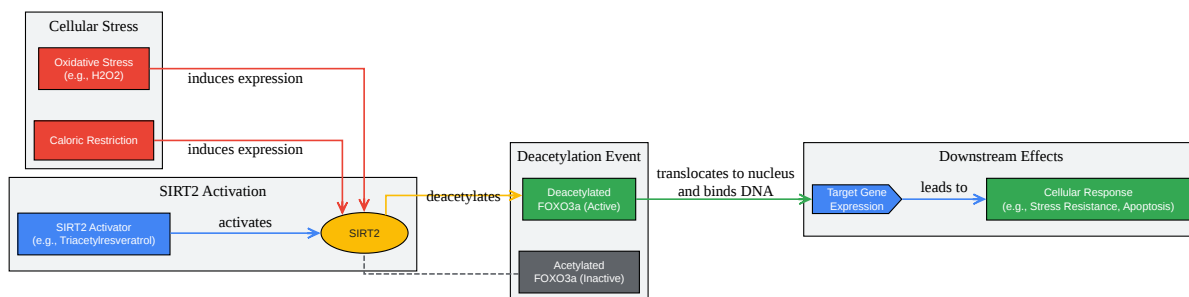 Cellular Stress
Oxidative Stress
(e.g., H2O2)
induces expression
Caloric Restriction
induces expression
SIRT2 Activation
SIRT2 Activator
(e.g., Triacetylresveratrol)
activates
SIRT2
deacetylates
Deacetylation Event
Deacetylated
FOXO3a (Active)
Acetylated
FOXO3a (Inactive)
translocates to nucleus
and binds DNA
Downstream Effects
Target Gene
Expression
leads to
Cellular Response
(e.g., Stress Resistance, Apoptosis)